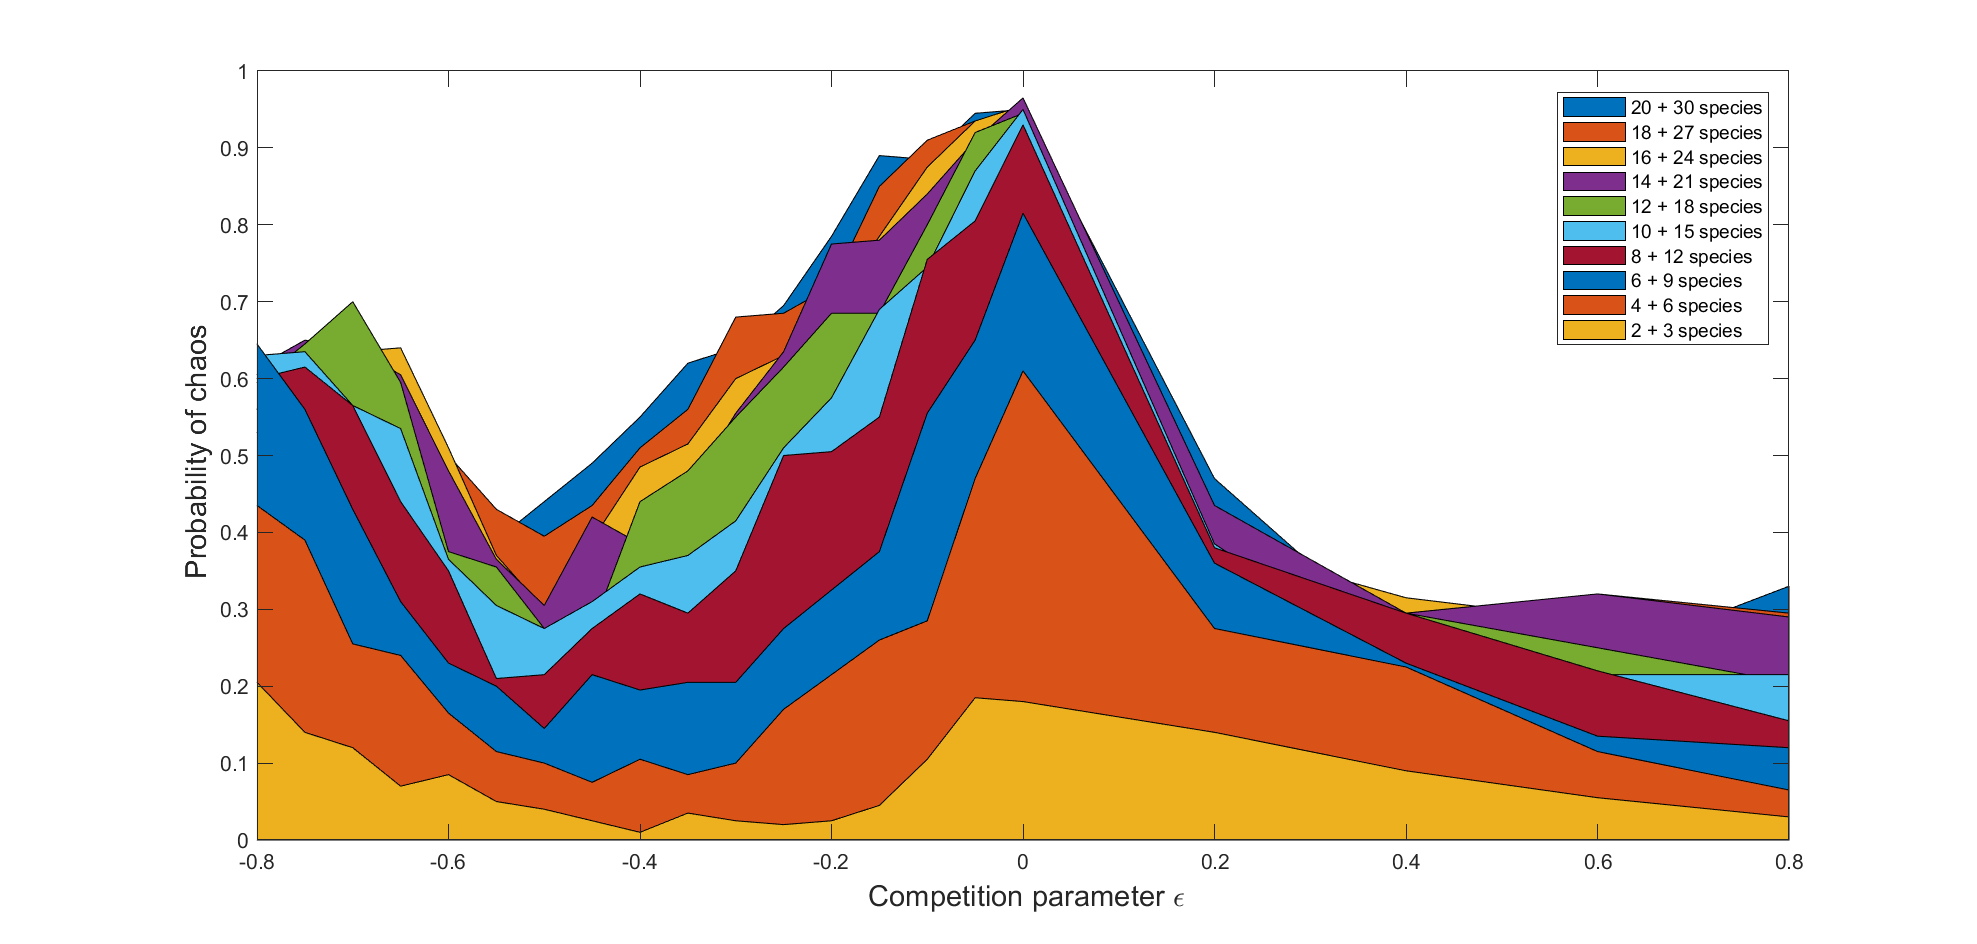 1
0.9
0.8
0.7
0.6
0.5
0.4
0.3
0.2
0.1
0
Probability of chaos
-0.8
-0.6
-0.4
-0.2
0
0.2
0.4
0.6
0.8
Competition parameter ϵ
20 + 30 species
18 + 27 species
16 + 24 species
14 + 21 species
12 + 18 species
10 + 15 species
8 + 12 species
6 + 9 species
4 + 6 species
2 + 3 species